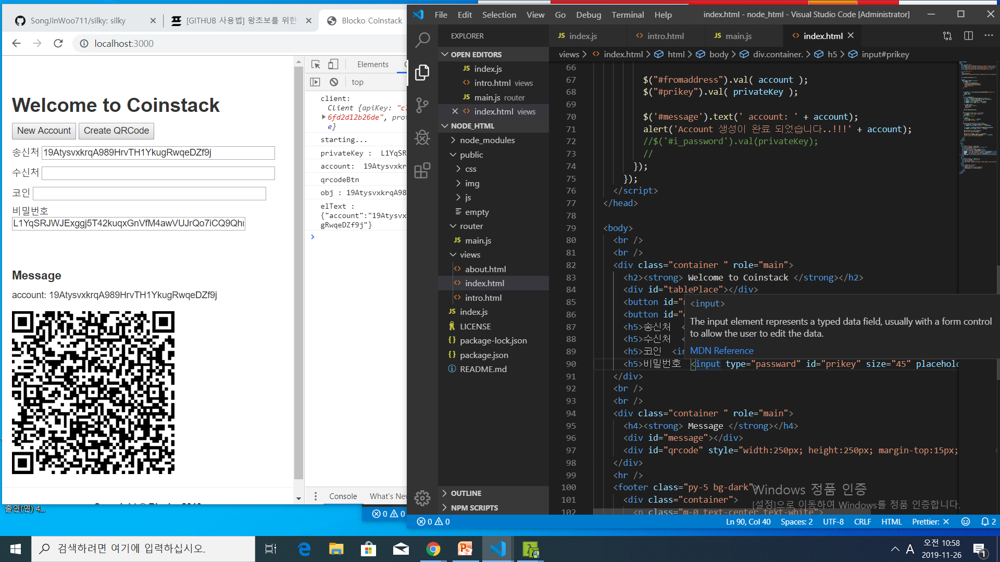 SongJinWoo711/silky: silky
[GITHUB 사용법] 왕초보를 위한
Blocko Coinstack
localhost:3000
Welcome to Coinstack
New Account
Create QRCode
송신처 19AtysvxkrqA989HrvTH1YkugRwqeDZf9j
수신처
코인
비밀번호
L1YqSRJWJExggj5T42kuqxGnVfM4awVUJrQo7iCQ9Qhr
Message
account: 19AtysvxkrqA989HrvTH1YkugRwqeDZf9j
출연(연) 4...
Elements
top
client:
Client {apiKey: "c
6fd2d12b26de", pro
e}
starting...
privateKey : L1YqSR
account: 19Atysvxkr
qrcodeBtn
obj : 19AtysvxkrqA98
elText :
{"account":"19Atysvx
gRwqeDZf9j"}
Console
What's New
0 0
File Edit Selection View Go Debug Terminal Help
index.html - node_html - Visual Studio Code [Administrator]
EXPLORER
OPEN EDITORS
index.js
intro.html views
main.js router
index.html views
NODE_HTML
node_modules
public
css
img
js
empty
router
main.js
views
about.html
index.html
intro.html
index.js
LICENSE
package-lock.json
package.json
README.md
OUTLINE
NPM SCRIPTS
index.js
intro.html
main.js
index.html
views > index.html > html > body > div.container. > h5 > input#prikey
66
67 $("#fromaddress").val( account );
68 $("#prikey").val( privateKey );
69
70 $('#message').text(' account: ' + account);
71 alert('Account 생성이 완료 되었습니다..!!!' + account);
72 //$('#i_password').val(privateKey);
73 //
74 });
75 });
76 </script>
77 </head>
78
79 <body>
80 <br />
81 <br />
82 <div class="container " role="main">
83 <h2><strong> Welcome to Coinstack </strong></h2>
84 <div id="tablePlace"></div>
85 <button id="
86 <button id="
87 <h5>송신처 <
88 <h5>수신처 <
89 <h5>코인 <i
<input>
The input element represents a typed data field, usually with a form control
to allow the user to edit the data.
MDN Reference
90 <h5>비밀번호 <input type="passward" id="prikey" size="45" placehold
91 </div>
92 <br />
93 <br />
94 <div class="container " role="main">
95 <h4><strong> Message </strong></h4>
96 <div id="message"></div>
97 <div id="qrcode" style="width:250px; height:250px; margin-top:15px;
98 </div>
99 <hr />
100 <footer class="py-5 bg-dark">
101 <div class="container">
102 <p class="m-0 text-center text-white">
Windows 정품 인증
[설정]으로 이동하여 Windows를 정품 인증합니다.
0 0
Ln 90, Col 40 Spaces: 2 UTF-8 CRLF HTML Prettier: ✕ 2
검색하려면 여기에 입력하십시오.
A
오전 10:58
2019-11-26
1